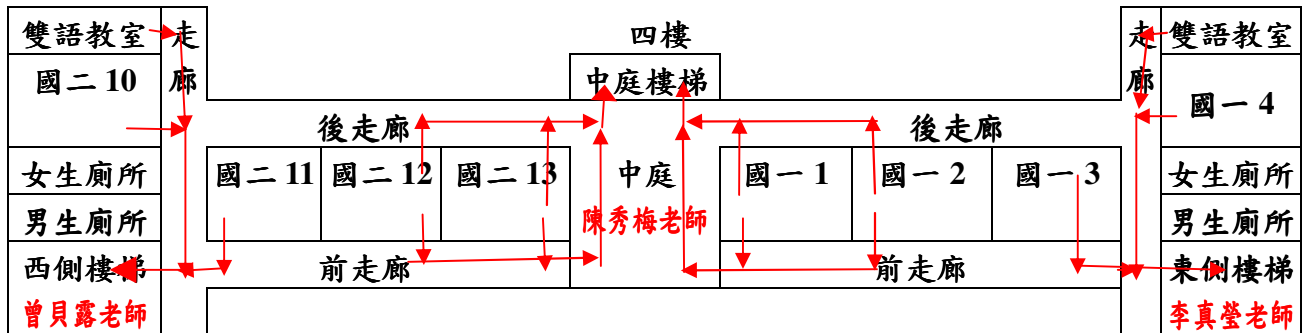 雙語教室 走 四樓 走 雙語教室
國二10 廊 中庭樓梯 廊 國一4
後走廊 後走廊
女生廁所 國二11 國二12 國二13 中庭 國一1 國一2 國一3 女生廁所
男生廁所 陳秀梅老師 男生廁所
西側樓梯 前走廊 前走廊 東側樓梯
曾貝露老師 李真瑩老師